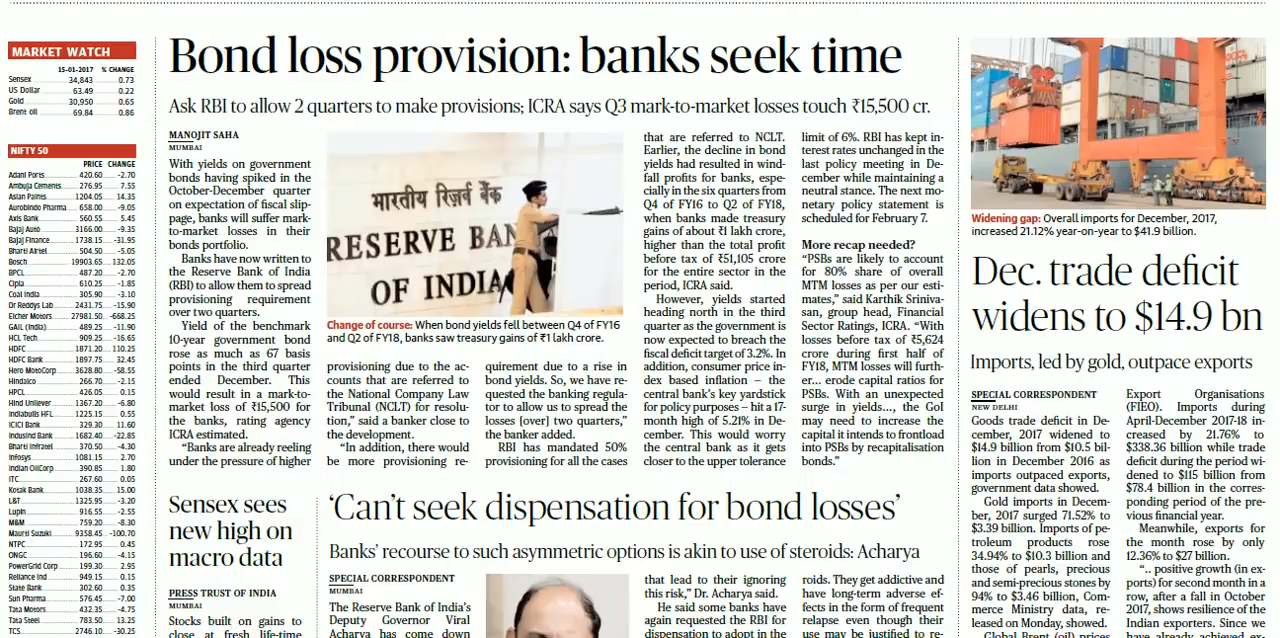 MARKET WATCH
15-01-2017 % CHANGE
Sensex 34,843 0.73
US Dollar 63.49 0.22
Gold 30,950 0.65
Brent oil 69.84 0.86
NIFTY 50
PRICE CHANGE
Adani Pores 420.60 -2.70
Ambuja Cements 276.95 7.55
Asian Paints 1204.05 14.35
Aurobindo Pharma 658.00 -9.05
Axis Bank 560.55 5.45
Bajaj Auto 3166.00 -9.35
Bajaj Finance 1738.15 -31.95
Bharti Airtel 504.50 -5.05
Bosch 19903.65 132.05
BPCL 487.20 -2.70
Cipla 610.25 -1.85
Coal India 305.90 -3.10
Dr Reddys Lab 2431.75 -15.90
Eicher Motors 27981.50 -668.25
GAIL (India) 489.25 -11.90
HCL Tech 909.25 -16.65
HDFC 1871.20 110.25
HDFC Bank 1897.75 32.45
Hero MotoCorp 3628.80 -58.55
Hindalco 266.70 -2.15
HPCL 426.05 0.15
Hind Unilever 1367.20 -6.80
Indiabulls HFL 1225.15 0.55
ICICI Bank 329.30 11.60
IndusInd Bank 1682.40 -32.85
Bharti Infratel 370.50 -4.30
Infosys 1081.15 2.70
Indian OilCorp 390.85 1.80
ITC 267.60 0.05
Kotak Bank 1038.35 15.00
L&T 1325.95 -3.20
Lupin 916.55 -2.55
M&M 759.20 -8.30
Maruti Suzuki 9358.45 -100.70
NTPC 172.95 0.45
ONGC 196.60 -4.15
PowerGrid Corp 199.30 2.95
Reliance Ind 949.15 0.15
State Bank 302.60 0.35
Sun Pharma 576.45 -7.00
Tata Motors 432.35 -4.75
Tata Steel 783.50 13.25
TCS 2746.10 -30.25
Bond loss provision: banks seek time
Ask RBI to allow 2 quarters to make provisions; ICRA says Q3 mark-to-market losses touch ₹15,500 cr.
MANOJIT SAHA
MUMBAI
With yields on government
bonds having spiked in the
October-December quarter
on expectation of fiscal slip-
page, banks will suffer mark-
to-market losses in their
bonds portfolio.
Banks have now written to
the Reserve Bank of India
(RBI) to allow them to spread
provisioning requirement
over two quarters.
Yield of the benchmark
10-year government bond
rose as much as 67 basis
points in the third quarter
ended December. This
would result in a mark-to-
market loss of ₹15,500 for
the banks, rating agency
ICRA estimated.
“Banks are already reeling
under the pressure of higher
भारतीय रिज़र्व बैंक
RESERVE BAN
OF INDIA
Change of course: When bond yields fell between Q4 of FY16
and Q2 of FY18, banks saw treasury gains of ₹1 lakh crore.
provisioning due to the ac-
counts that are referred to
the National Company Law
Tribunal (NCLT) for resolu-
tion,” said a banker close to
the development.
“In addition, there would
be more provisioning re-
quirement due to a rise in
bond yields. So, we have re-
quested the banking regula-
tor to allow us to spread the
losses [over] two quarters,”
the banker added.
RBI has mandated 50%
provisioning for all the cases
that are referred to NCLT.
Earlier, the decline in bond
yields had resulted in wind-
fall profits for banks, espe-
cially in the six quarters from
Q4 of FY16 to Q2 of FY18,
when banks made treasury
gains of about ₹1 lakh crore,
higher than the total profit
before tax of ₹51,105 crore
for the entire sector in the
period, ICRA said.
However, yields started
heading north in the third
quarter as the government is
now expected to breach the
fiscal deficit target of 3.2%. In
addition, consumer price in-
dex based inflation – the
central bank's key yardstick
for policy purposes – hit a 17-
month high of 5.21% in De-
cember. This would worry
the central bank as it gets
closer to the upper tolerance
limit of 6%. RBI has kept in-
terest rates unchanged in the
last policy meeting in De-
cember while maintaining a
neutral stance. The next mo-
netary policy statement is
scheduled for February 7.
More recap needed?
“PSBs are likely to account
for 80% share of overall
MTM losses as per our esti-
mates,” said Karthik Sriniva-
san, group head, Financial
Sector Ratings, ICRA. “With
losses before tax of ₹5,624
crore during first half of
FY18, MTM losses will furth-
er... erode capital ratios for
PSBs. With an unexpected
surge in yields..., the GoI
may need to increase the
capital it intends to frontload
into PSBs by recapitalisation
bonds.”
Widening gap: Overall imports for December, 2017,
increased 21.12% year-on-year to $41.9 billion.
Dec. trade deficit
widens to $14.9 bn
Imports, led by gold, outpace exports
SPECIAL CORRESPONDENT
NEW DELHI
Goods trade deficit in De-
cember, 2017 widened to
$14.9 billion from $10.5 bil-
lion in December 2016 as
imports outpaced exports,
government data showed.
Gold imports in Decem-
ber, 2017 surged 71.52% to
$3.39 billion. Imports of pe-
troleum products rose
34.94% to $10.3 billion and
those of pearls, precious
and semi-precious stones by
94% to $3.46 billion, Com-
merce Ministry data, re-
leased on Monday, showed.
Global Brent (oil) prices
Export Organisations
(FIEO). Imports during
April-December 2017-18 in-
creased by 21.76% to
$338.36 billion while trade
deficit during the period wi-
dened to $115 billion from
$78.4 billion in the corres-
ponding period of the pre-
vious financial year.
Meanwhile, exports for
the month rose by only
12.36% to $27 billion.
“.. positive growth (in ex-
ports) for second month in a
row, after a fall in October
2017, shows resilience of the
Indian exporters. Since we
have already achieved ex-
Sensex sees
new high on
macro data
PRESS TRUST OF INDIA
MUMBAI
Stocks built on gains to
close at fresh life-time
‘Can’t seek dispensation for bond losses’
Banks’ recourse to such asymmetric options is akin to use of steroids: Acharya
SPECIAL CORRESPONDENT
MUMBAI
The Reserve Bank of India’s
Deputy Governor Viral
Acharya has come down
that lead to their ignoring
this risk,” Dr. Acharya said.
He said some banks have
again requested the RBI for
dispensation to adopt in the
roids. They get addictive and
have long-term adverse ef-
fects in the form of frequent
relapse even though their
use may be justified to re-